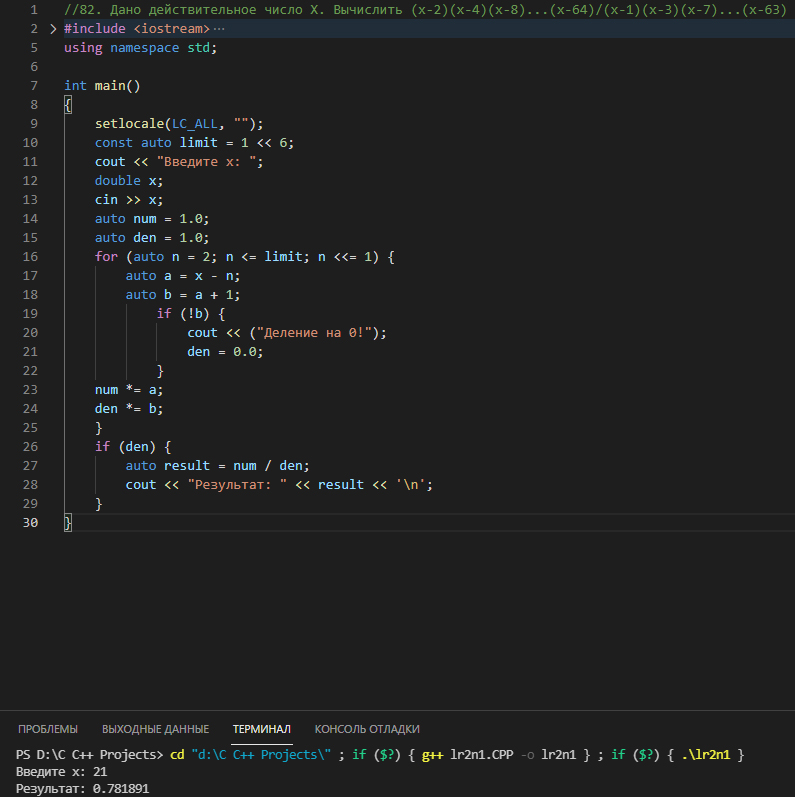 1 //82. Дано действительное число X. Вычислить (x-2)(x-4)(x-8)...(x-64)/(x-1)(x-3)(x-7)...(x-63)
2 > #include <iostream>···
5 using namespace std;
6
7 int main()
8 {
9 setlocale(LC_ALL, "");
10 const auto limit = 1 << 6;
11 cout << "Введите x: ";
12 double x;
13 cin >> x;
14 auto num = 1.0;
15 auto den = 1.0;
16 for (auto n = 2; n <= limit; n <<= 1) {
17 auto a = x - n;
18 auto b = a + 1;
19 if (!b) {
20 cout << ("Деление на 0!");
21 den = 0.0;
22 }
23 num *= a;
24 den *= b;
25 }
26 if (den) {
27 auto result = num / den;
28 cout << "Результат: " << result << '\n';
29 }
30 }
ПРОБЛЕМЫ ВЫХОДНЫЕ ДАННЫЕ ТЕРМИНАЛ КОНСОЛЬ ОТЛАДКИ
PS D:\C C++ Projects> cd "d:\C C++ Projects\" ; if ($?) { g++ lr2n1.CPP -o lr2n1 } ; if ($?) { .\lr2n1 }
Введите x: 21
Результат: 0.781891